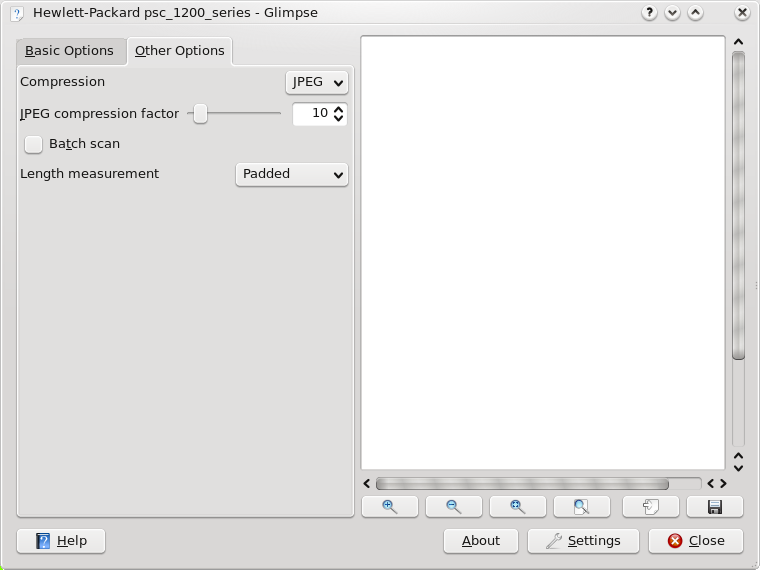 Hewlett-Packard psc_1200_series - Glimpse
Basic Options
Other Options
Compression
JPEG
JPEG compression factor
10
Batch scan
Length measurement
Padded
Help
About
Settings
Close